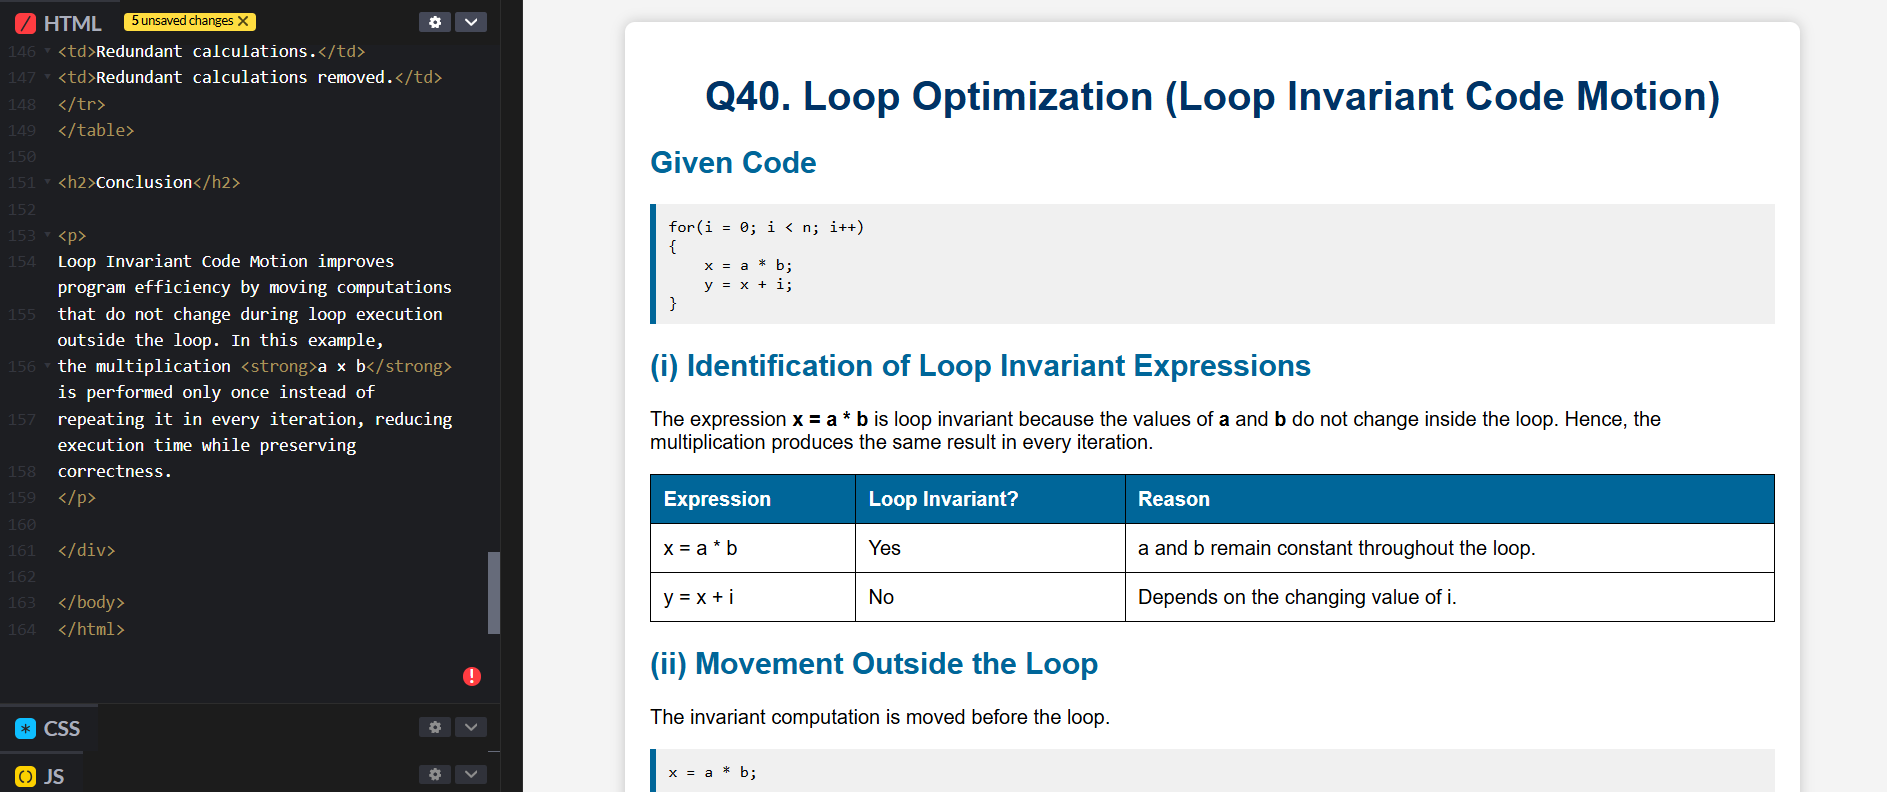 HTML
5 unsaved changes X
146 <td>Redundant calculations.</td>
147 <td>Redundant calculations removed.</td>
148 </tr>
149 </table>
150
151 <h2>Conclusion</h2>
152
153 <p>
154 Loop Invariant Code Motion improves
program efficiency by moving computations
155 that do not change during loop execution
outside the loop. In this example,
156 the multiplication <strong>a × b</strong>
is performed only once instead of
157 repeating it in every iteration, reducing
execution time while preserving
158 correctness.
159 </p>
160
161 </div>
162
163 </body>
164 </html>
!
* CSS
() JS
Q40. Loop Optimization (Loop Invariant Code Motion)
Given Code
for(i = 0; i < n; i++)
{
x = a * b;
y = x + i;
}
(i) Identification of Loop Invariant Expressions
The expression x = a * b is loop invariant because the values of a and b do not change inside the loop. Hence, the
multiplication produces the same result in every iteration.
Expression Loop Invariant? Reason
x = a * b Yes a and b remain constant throughout the loop.
y = x + i No Depends on the changing value of i.
(ii) Movement Outside the Loop
The invariant computation is moved before the loop.
x = a * b;